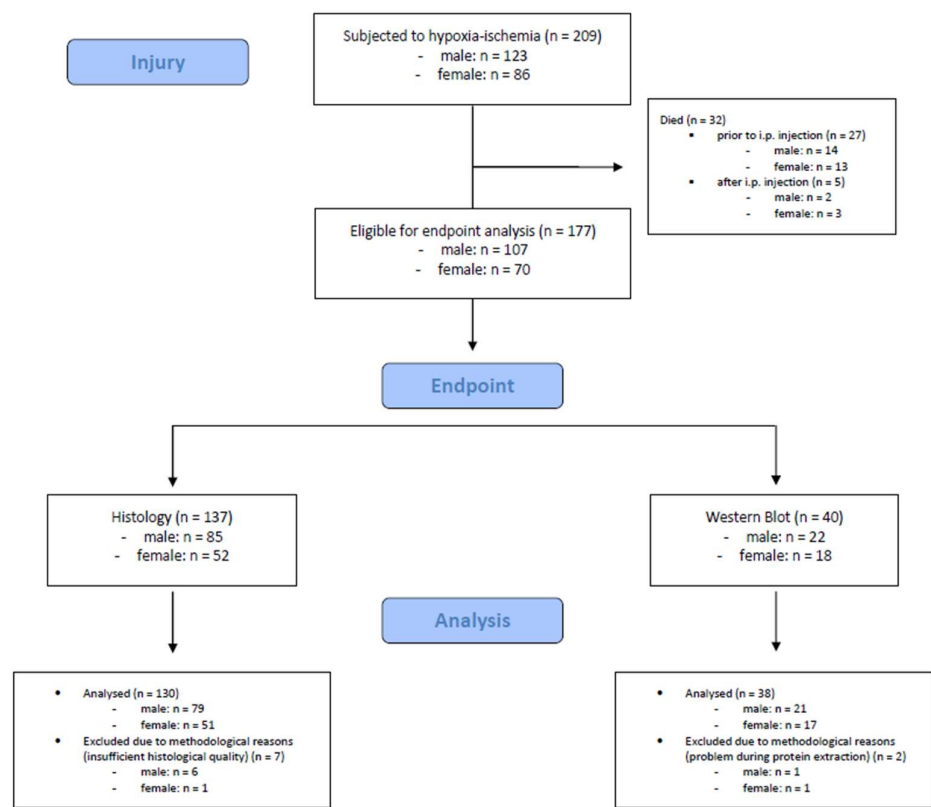 Injury
Subjected to hypoxia-ischemia (n = 209)
- male: n = 123
- female: n = 86
Died (n = 32)
▪ prior to i.p. injection (n = 27)
- male: n = 14
- female: n = 13
▪ after i.p. injection (n = 5)
- male: n = 2
- female: n = 3
Eligible for endpoint analysis (n = 177)
- male: n = 107
- female: n = 70
Endpoint
Histology (n = 137)
- male: n = 85
- female: n = 52
Western Blot (n = 40)
- male: n = 22
- female: n = 18
Analysis
• Analysed (n = 130)
- male: n = 79
- female: n = 51
• Excluded due to methodological reasons
(insufficient histological quality) (n = 7)
- male: n = 6
- female: n = 1
• Analysed (n = 38)
- male: n = 21
- female: n = 17
• Excluded due to methodological reasons
(problem during protein extraction) (n = 2)
- male: n = 1
- female: n = 1